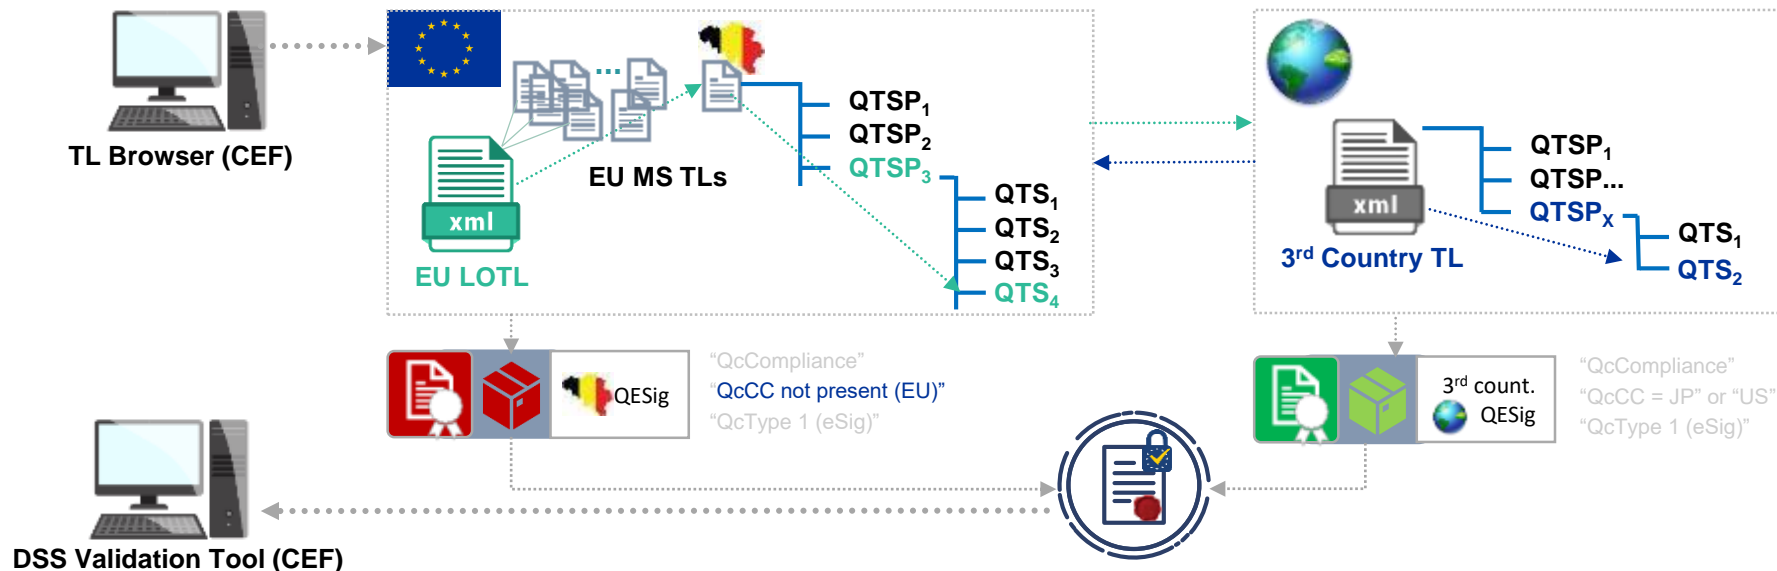 TL Browser (CEF)
...
EU MS TLs
xml
EU LOTL
QTSP1
QTSP2
QTSP3
QTS1
QTS2
QTS3
QTS4
xml
3rd Country TL
QTSP1
QTSP...
QTSPX
QTS1
QTS2
QESig
“QcCompliance”
“QcCC not present (EU)”
“QcType 1 (eSig)”
3rd count.
QESig
“QcCompliance”
“QcCC = JP” or “US”
“QcType 1 (eSig)”
DSS Validation Tool (CEF)